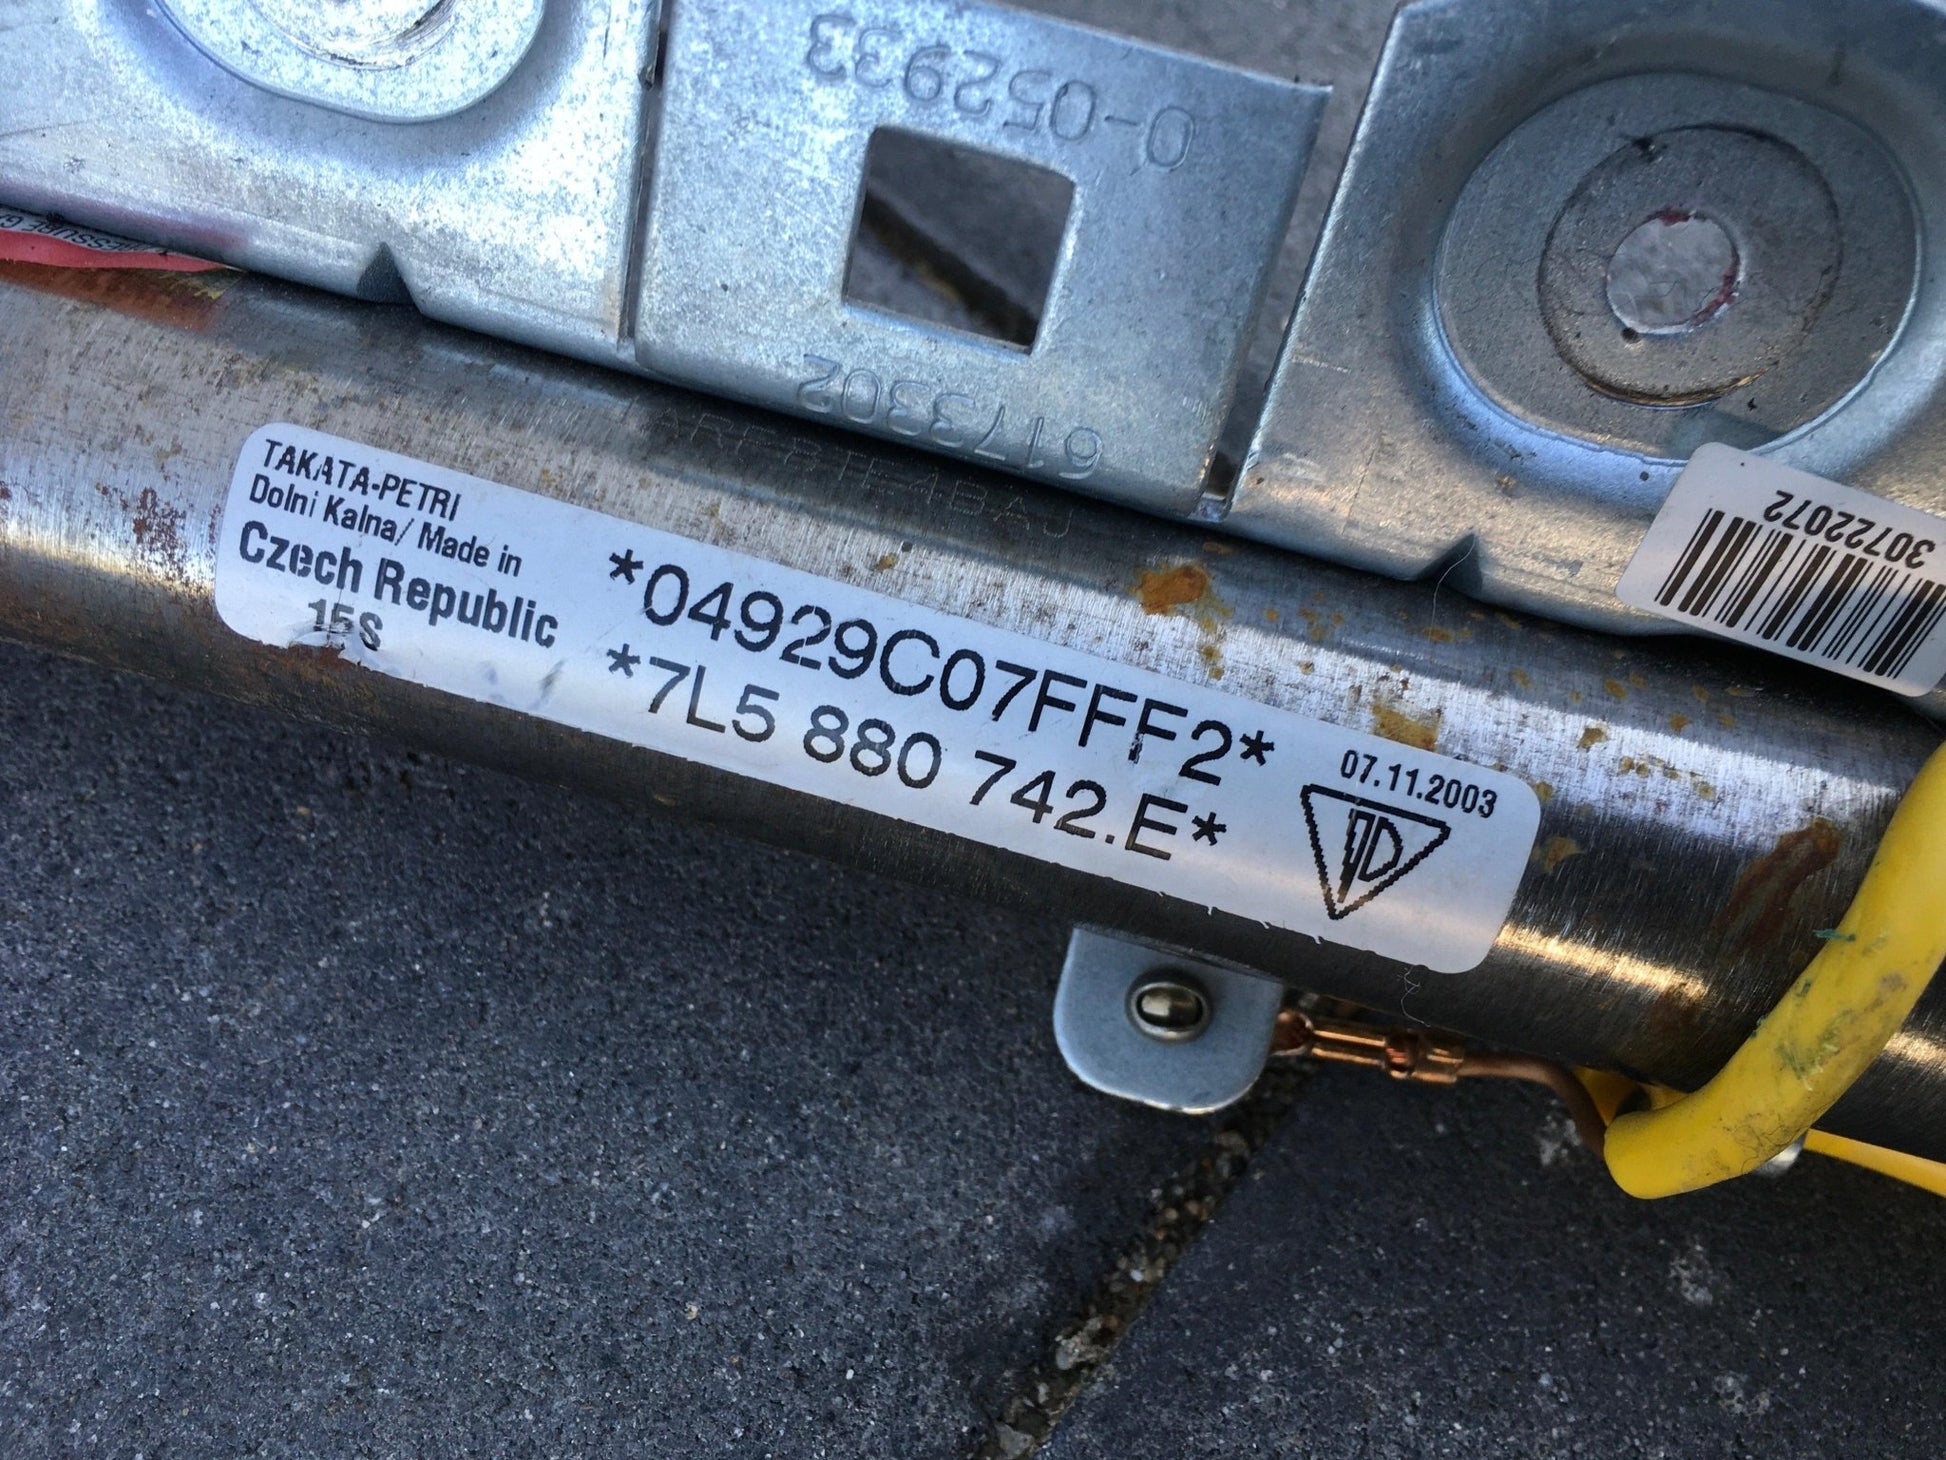 0-052933
6173302
30722072
TAKATA-PETRI
Dolni Kalna/ Made in
Czech Republic
15S
*04929C07FFF2*
*7L5 880 742.E*
07.11.2003